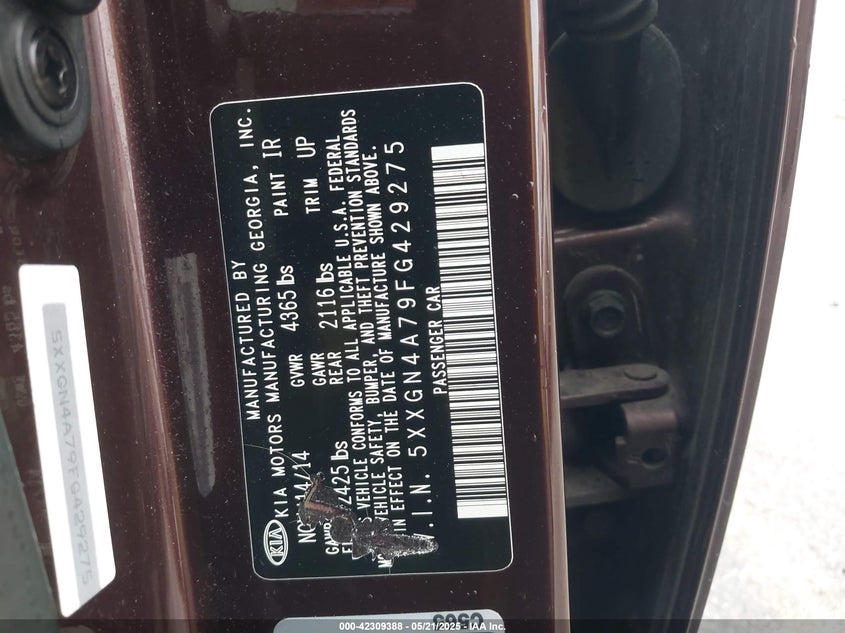 MANUFACTURED BY
KIA MOTORS MANUFACTURING GEORGIA, INC.
14/14 GVWR 4365 lbs PAINT IR
2425 lbs GAWR REAR 2116 lbs TRIM UP
VEHICLE CONFORMS TO ALL APPLICABLE U.S.A. FEDERAL
VEHICLE SAFETY, BUMPER, AND THEFT PREVENTION STANDARDS
IN EFFECT ON THE DATE OF MANUFACTURE SHOWN ABOVE.
.I.N. 5XXGN4A79FG429275
PASSENGER CAR
KIA
5XXGN4A79FG429275
000-42309388 - 05/21/2025 - IAA Inc.